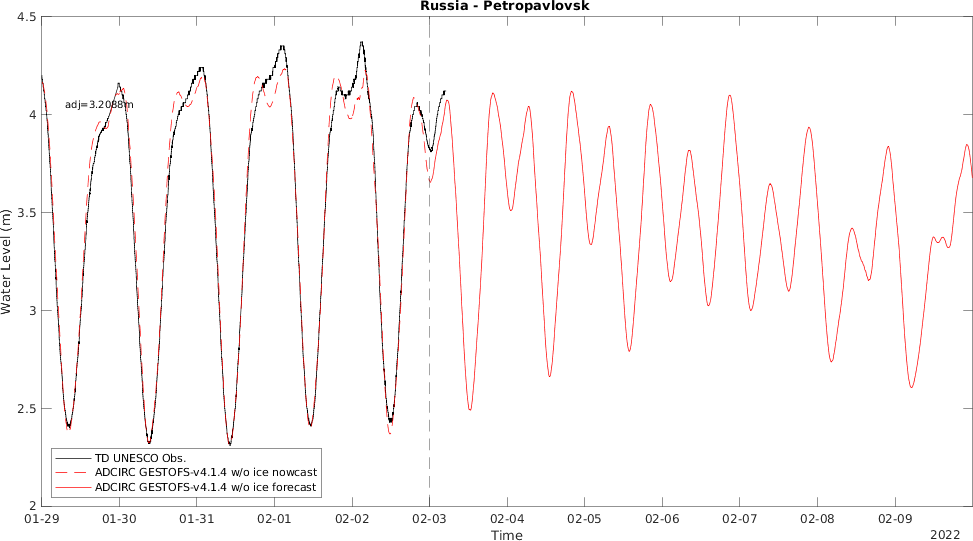 Russia - Petropavlovsk
4.5
4
3.5
3
2.5
2
Water Level (m)
adj=3.2088m
TD UNESCO Obs.
ADCIRC GESTOFS-v4.1.4 w/o ice nowcast
ADCIRC GESTOFS-v4.1.4 w/o ice forecast
01-29 01-30 01-31 02-01 02-02 02-03 02-04 02-05 02-06 02-07 02-08 02-09
Time
2022